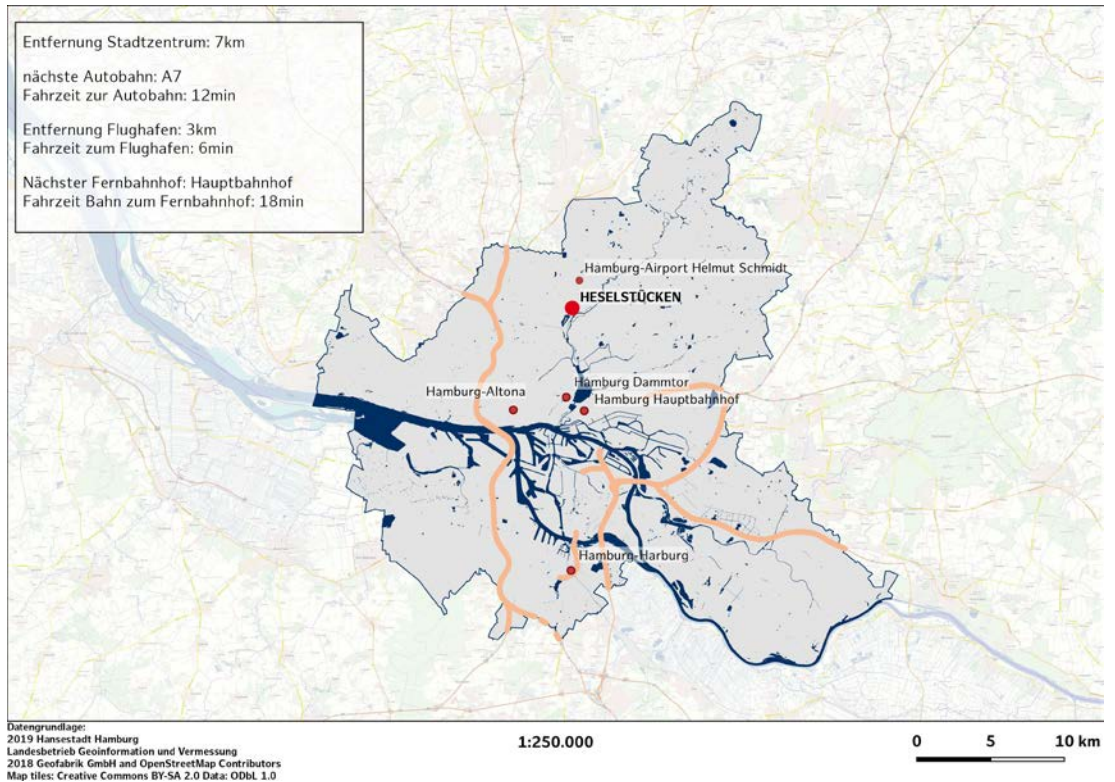 Entfernung Stadtzentrum: 7km
nächste Autobahn: A7
Fahrzeit zur Autobahn: 12min
Entfernung Flughafen: 3km
Fahrzeit zum Flughafen: 6min
Nächster Fernbahnhof: Hauptbahnhof
Fahrzeit Bahn zum Fernbahnhof: 18min
Hamburg-Airport Helmut Schmidt
HESELSTÜCKEN
Hamburg Dammtor
Hamburg-Altona
Hamburg Hauptbahnhof
Hamburg-Harburg
Datengrundlage:
2019 Hansestadt Hamburg
Landesbetrieb Geoinformation und Vermessung
2018 Geofabrik GmbH and OpenStreetMap Contributors
Map tiles: Creative Commons BY-SA 2.0 Data: ODbL 1.0
1:250.000
0 5 10 km